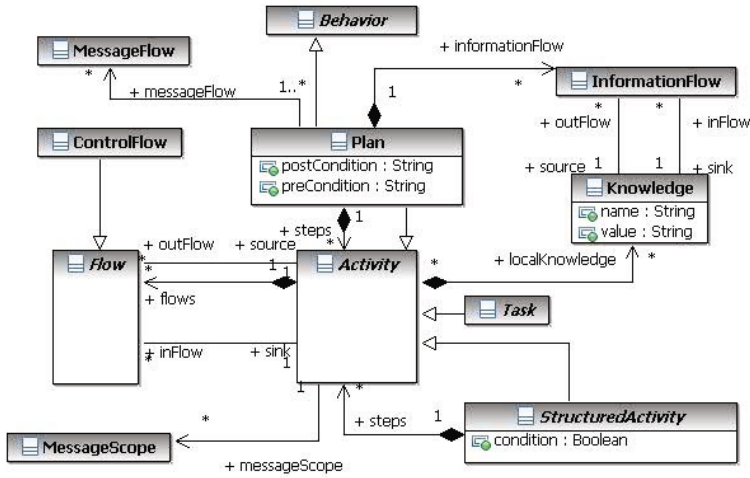 Behavior
MessageFlow
+ informationFlow
*
+ messageFlow
1..*
1
*
InformationFlow
*
*
+ outFlow
+ inFlow
ControlFlow
Plan
postCondition : String
preCondition : String
+ source
1
1
+ sink
Knowledge
name : String
value : String
1
+ steps
*
+ outFlow
+ source
*
1
1
*
Flow
Activity
*
+ localKnowledge
*
+ flows
Task
+ inFlow
*
+ sink
1
1
*
+ steps
1
StructuredActivity
condition : Boolean
*
MessageScope
+ messageScope